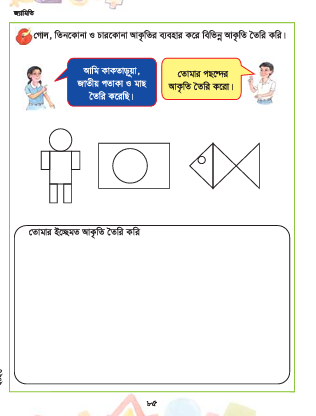 জ্যামিতি
গোল, তিনকোনা ও চারকোনা আকৃতির ব্যবহার করে বিভিন্ন আকৃতি তৈরি করি।
আমি কাকতাড়ুয়া,
জাতীয় পতাকা ও মাছ
তৈরি করেছি।
তোমার পছন্দের
আকৃতি তৈরি করো।
তোমার ইচ্ছেমত আকৃতি তৈরি করি
৮৫